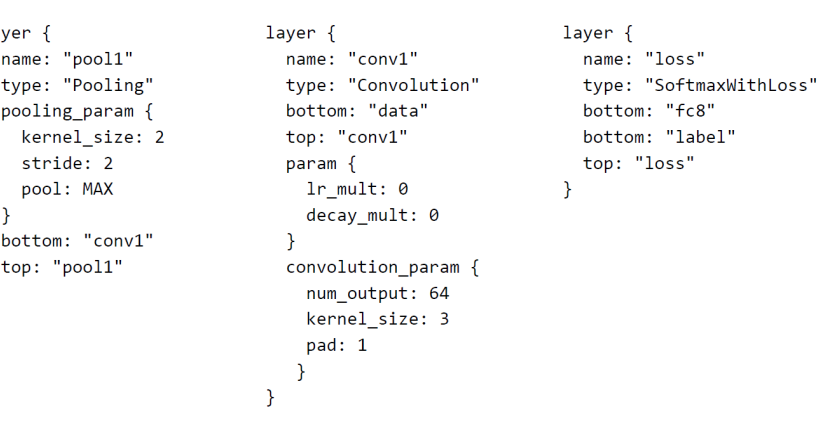 yer {
name: "pool1"
type: "Pooling"
pooling_param {
kernel_size: 2
stride: 2
pool: MAX
}
bottom: "conv1"
top: "pool1"
layer {
name: "conv1"
type: "Convolution"
bottom: "data"
top: "conv1"
param {
lr_mult: 0
decay_mult: 0
}
convolution_param {
num_output: 64
kernel_size: 3
pad: 1
}
}
layer {
name: "loss"
type: "SoftmaxWithLoss"
bottom: "fc8"
bottom: "label"
top: "loss"
}